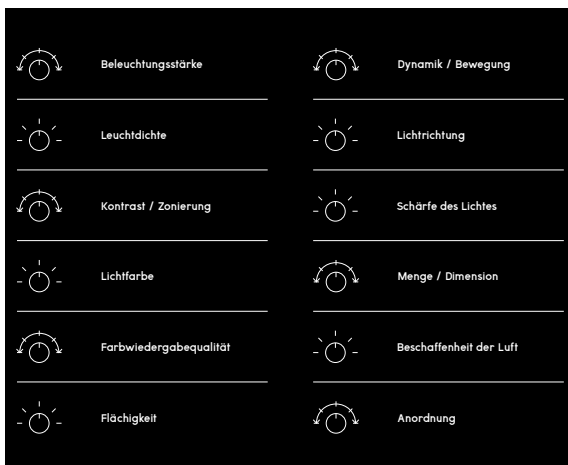 Beleuchtungsstärke
Leuchtdichte
Kontrast / Zonierung
Lichtfarbe
Farbwiedergabequalität
Flächigkeit
Dynamik / Bewegung
Lichtrichtung
Schärfe des Lichtes
Menge / Dimension
Beschaffenheit der Luft
Anordnung